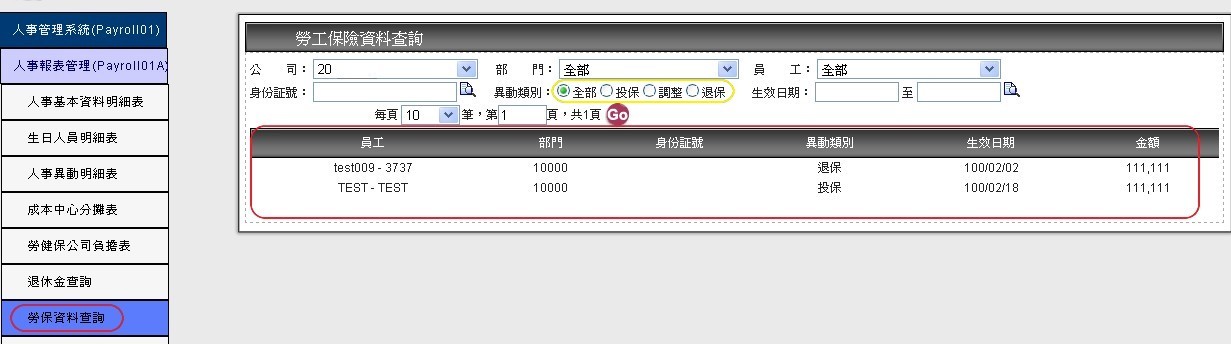 人事管理系統(Payroll01)
人事報表管理(Payroll01A)
人事基本資料明細表
生日人員明細表
人事異動明細表
成本中心分攤表
勞健保公司負擔表
退休金查詢
勞保資料查詢
勞工保險資料查詢
公 司： 20 部 門： 全部 員 工： 全部
身份証號： 異動類別： 全部 投保 調整 退保 生效日期： 至
每頁 10 筆，第 1 頁，共1頁 Go
員工 部門 身份証號 異動類別 生效日期 金額
test009 - 3737 10000 退保 100/02/02 111,111
TEST - TEST 10000 投保 100/02/18 111,111